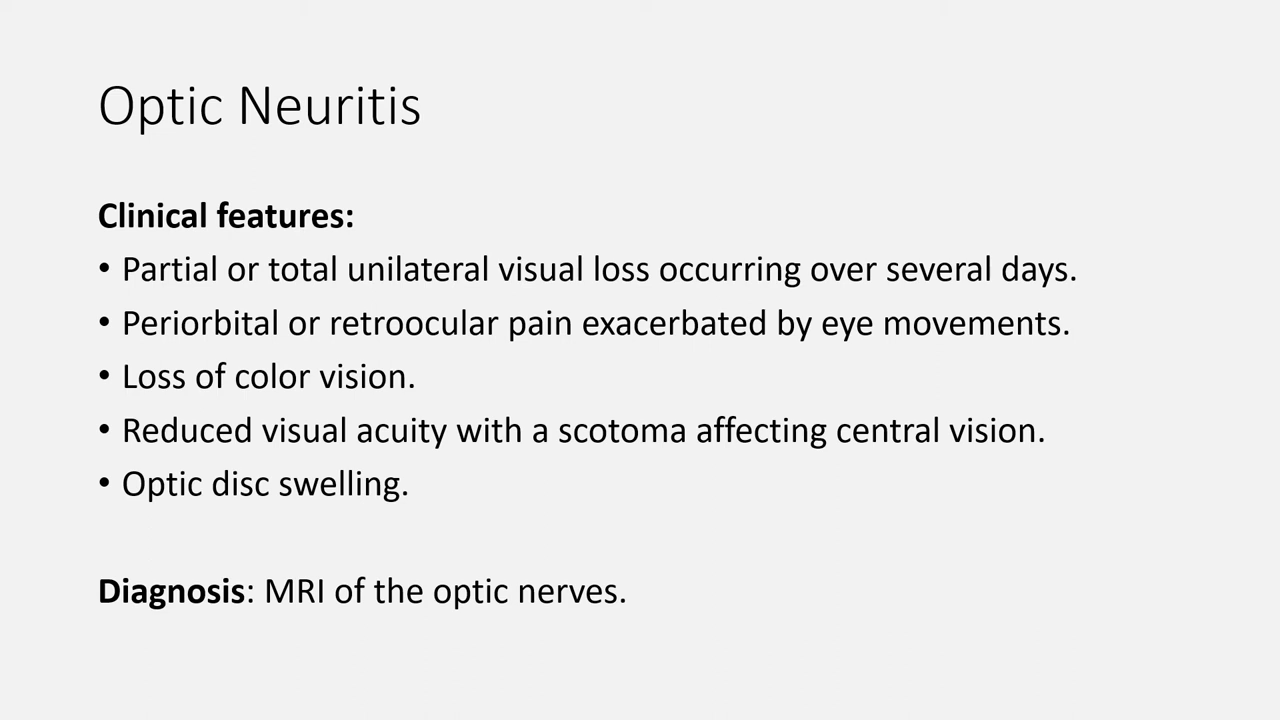 Optic Neuritis
Clinical features:
• Partial or total unilateral visual loss occurring over several days.
• Periorbital or retroocular pain exacerbated by eye movements.
• Loss of color vision.
• Reduced visual acuity with a scotoma affecting central vision.
• Optic disc swelling.
Diagnosis: MRI of the optic nerves.